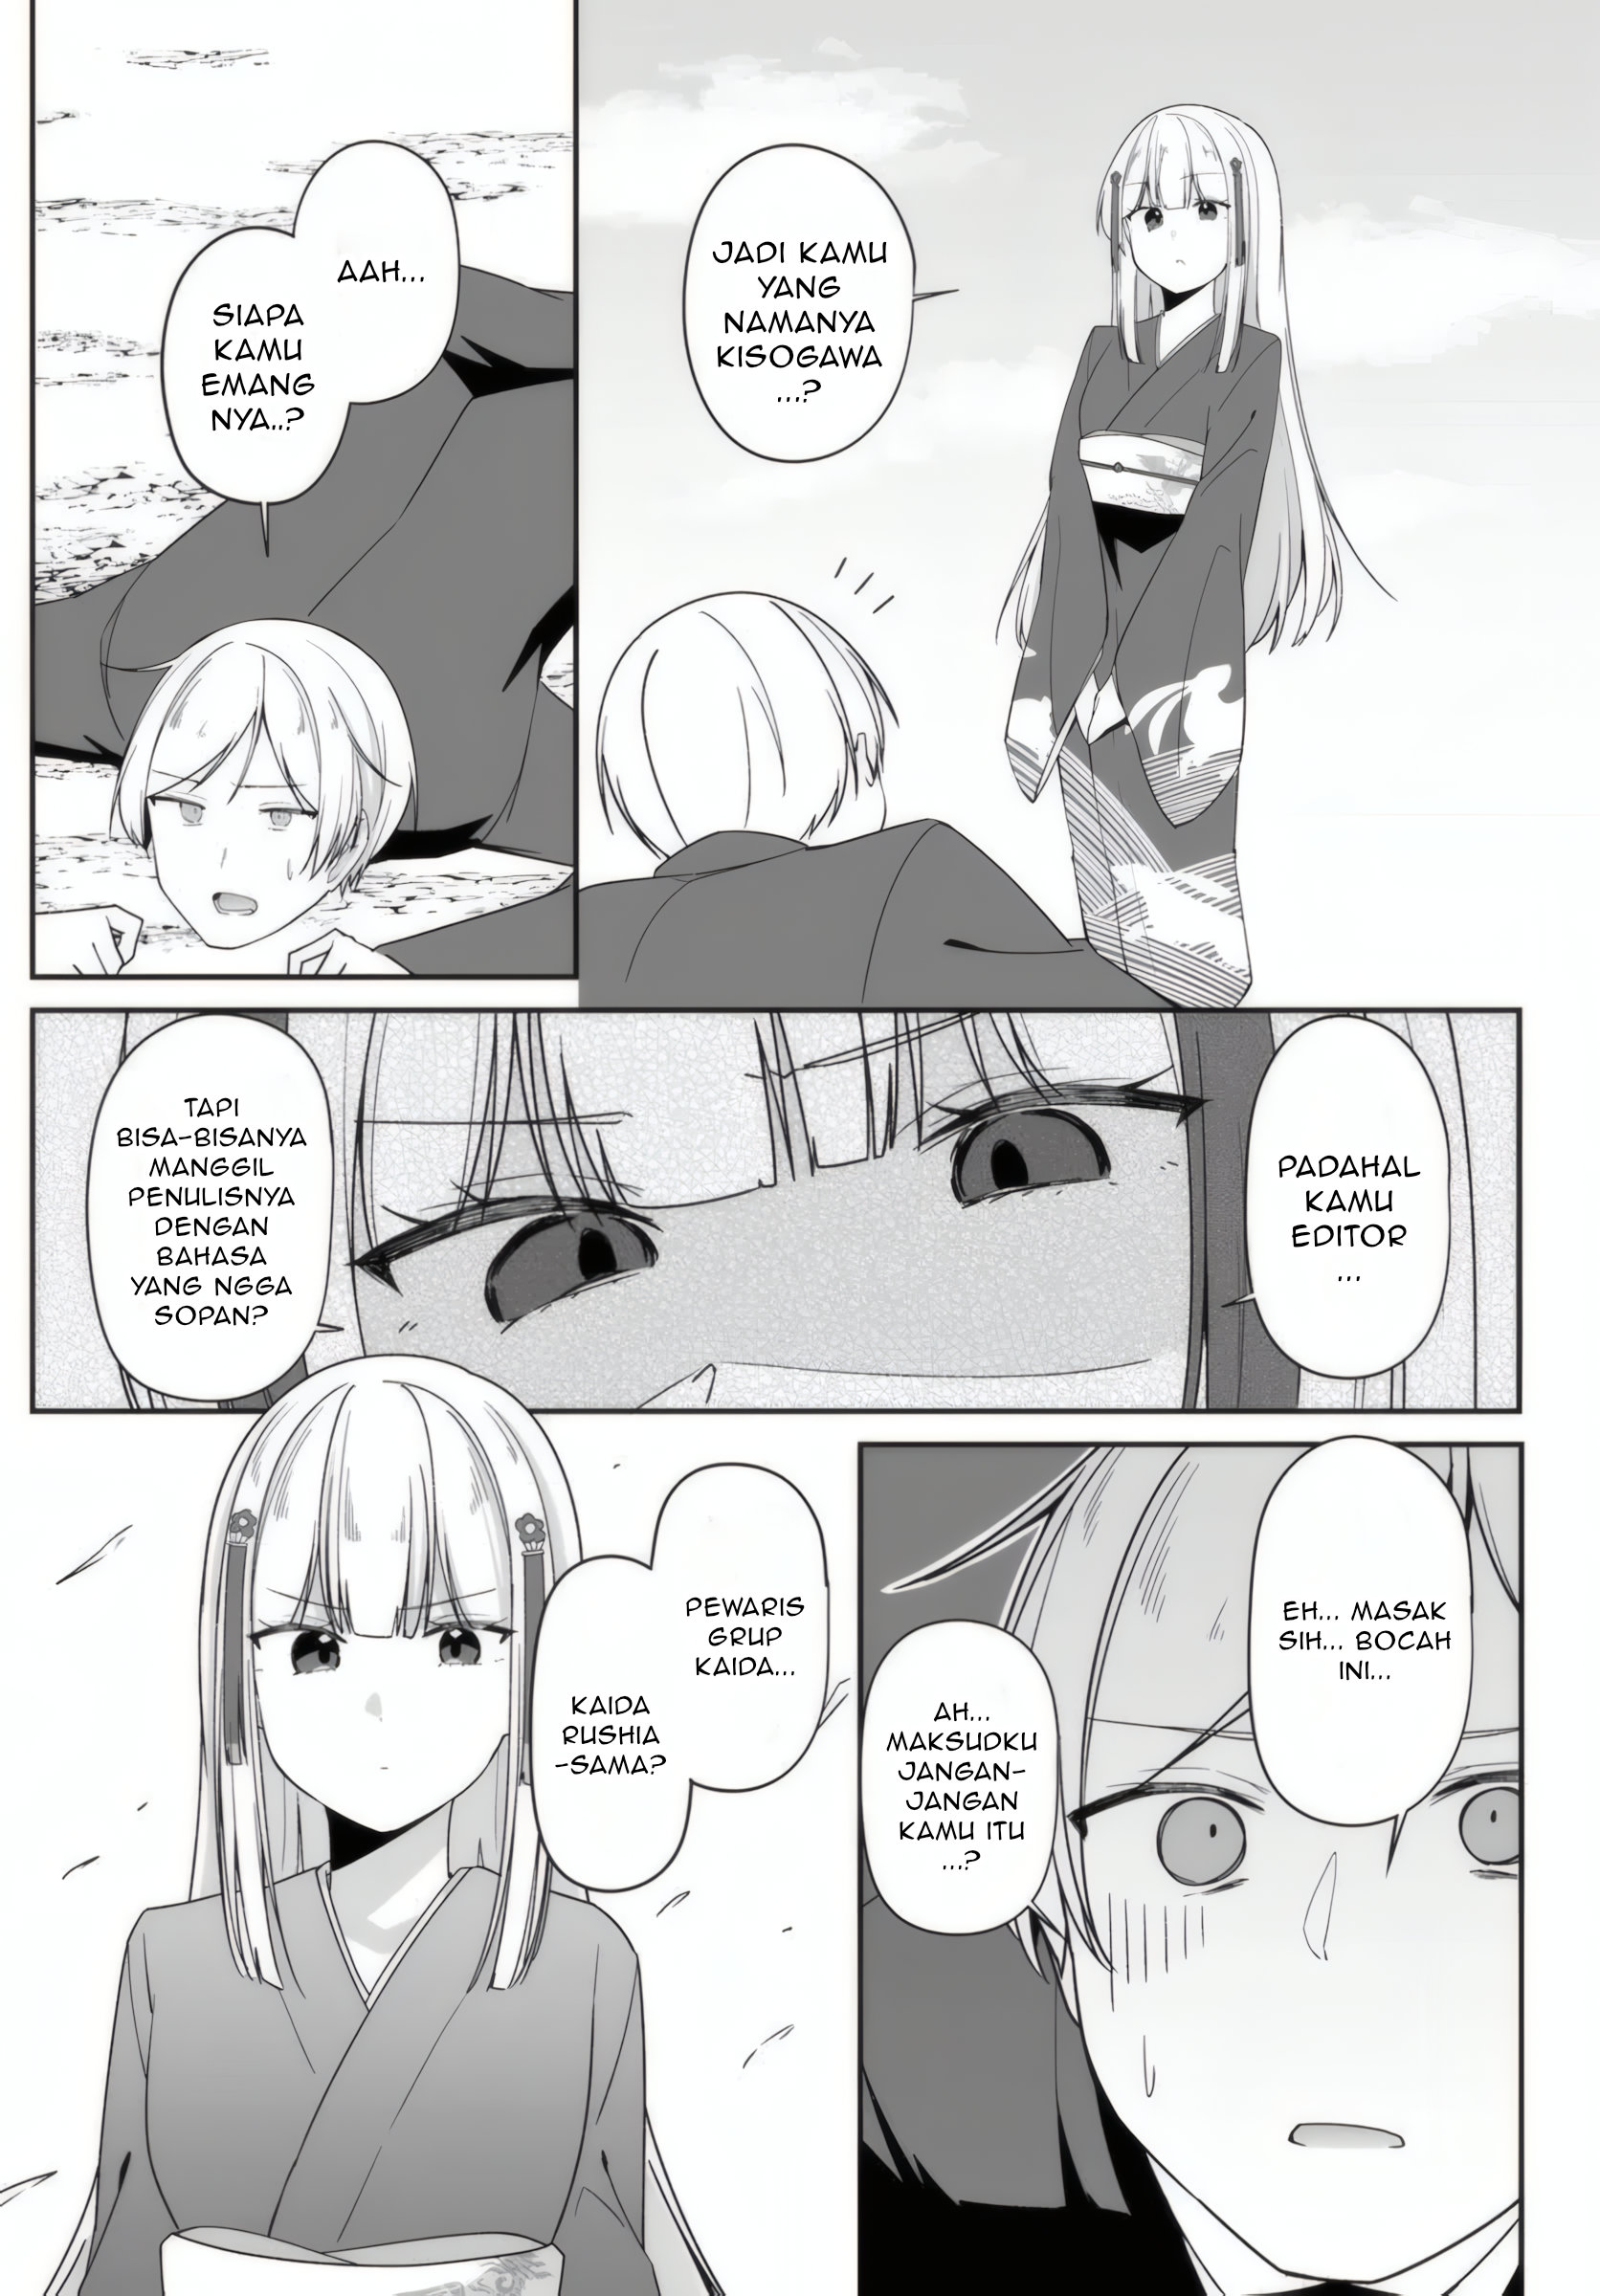 JADI KAMU
YANG
NAMANYA
KISOGAWA
...?
AAH...
SIAPA
KAMU
EMANG
NYA..?
PADAHAL
KAMU
EDITOR
...
TAPI
BISA-BISANYA
MANGGIL
PENULISNYA
DENGAN
BAHASA
YANG NGGA
SOPAN?
EH... MASAK
SIH... BOCAH
INI...
AH...
MAKSUDKU
JANGAN-
JANGAN
KAMU ITU
...?
PEWARIS
GRUP
KAIDA...
KAIDA
RUSHIA
-SAMA?